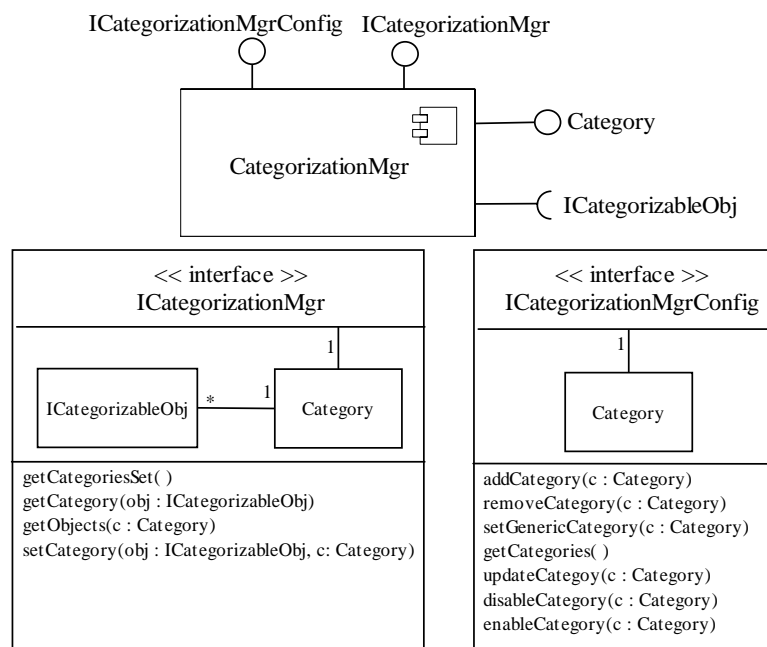 ICategorizationMgrConfig
ICategorizationMgr
Category
CategorizationMgr
ICategorizableObj
<< interface >>
ICategorizationMgr
1
ICategorizableObj
*
1
Category
getCategoriesSet( )
getCategory(obj : ICategorizableObj)
getObjects(c : Category)
setCategory(obj : ICategorizableObj, c: Category)
<< interface >>
ICategorizationMgrConfig
1
Category
addCategory(c : Category)
removeCategory(c : Category)
setGenericCategory(c : Category)
getCategories( )
updateCategoy(c : Category)
disableCategory(c : Category)
enableCategory(c : Category)